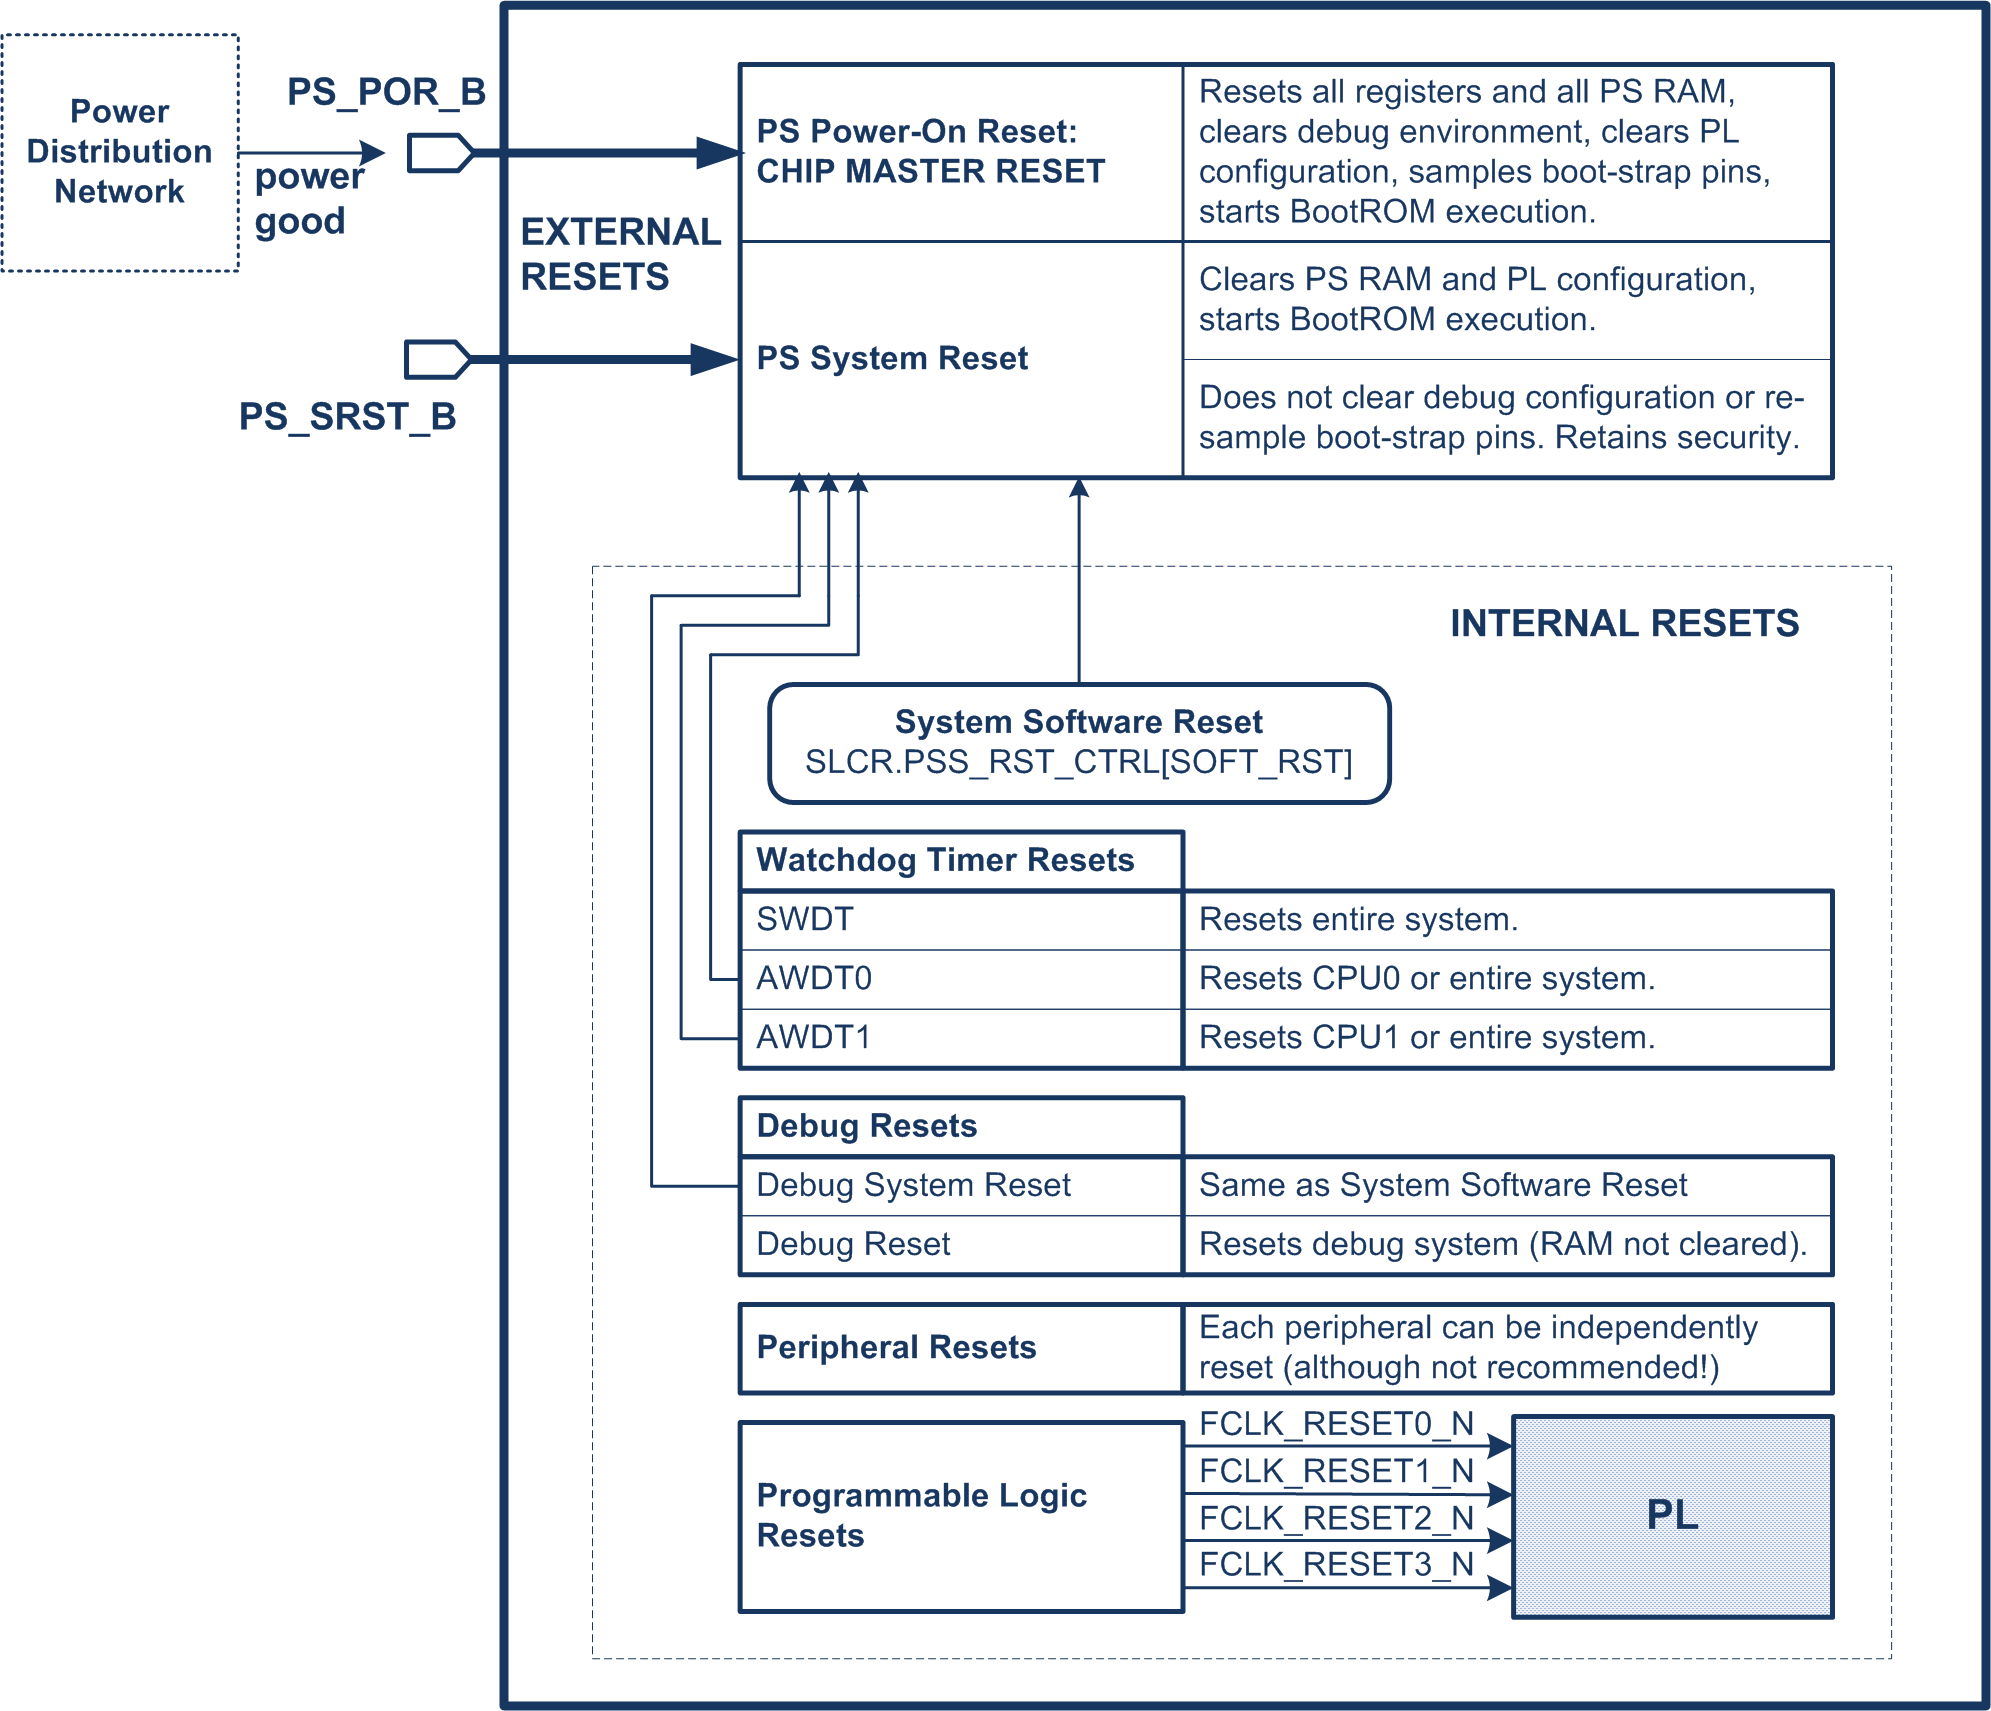 Power
Distribution
Network
power
good
PS_POR_B
PS_SRST_B
EXTERNAL
RESETS
PS Power-On Reset:
CHIP MASTER RESET
Resets all registers and all PS RAM,
clears debug environment, clears PL
configuration, samples boot-strap pins,
starts BootROM execution.
PS System Reset
Clears PS RAM and PL configuration,
starts BootROM execution.
Does not clear debug configuration or re-
sample boot-strap pins. Retains security.
INTERNAL RESETS
System Software Reset
SLCR.PSS_RST_CTRL[SOFT_RST]
Watchdog Timer Resets
SWDT
Resets entire system.
AWDT0
Resets CPU0 or entire system.
AWDT1
Resets CPU1 or entire system.
Debug Resets
Debug System Reset
Same as System Software Reset
Debug Reset
Resets debug system (RAM not cleared).
Peripheral Resets
Each peripheral can be independently
reset (although not recommended!)
Programmable Logic
Resets
FCLK_RESET0_N
FCLK_RESET1_N
FCLK_RESET2_N
FCLK_RESET3_N
PL